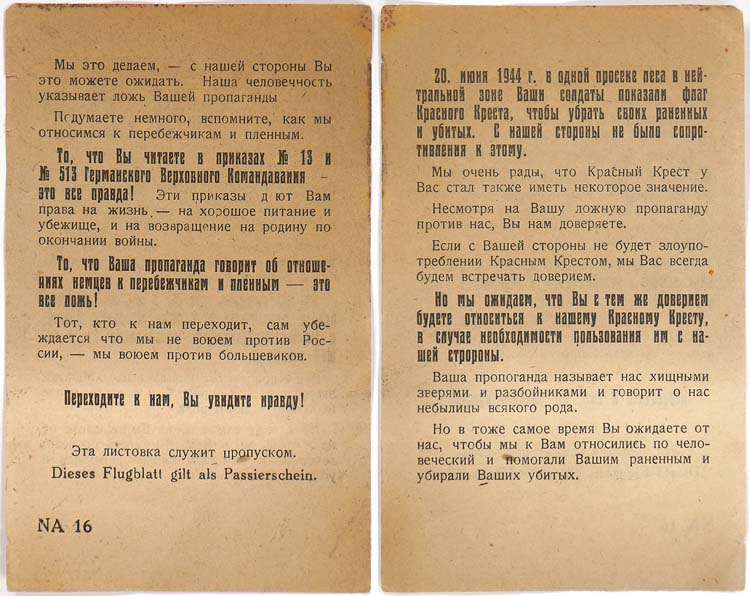 Мы это делаем, — с нашей стороны Вы
это можете ожидать. Наша человечность
указывает ложь Вашей пропаганды
Подумаете немного, вспомните, как мы
относимся к перебежчикам и пленным.
То, что Вы читаете в приказах № 13 и
№ 513 Германского Верховного Командавания –
это все правда! Эти приказы д ют Вам
права на жизнь, — на хорошое питание и
убежище, и на возвращение на родину по
окончании войны.
То, что Ваша пропаганда говорит об отноше-
ниях немцев к перебежчикам и пленным — это
все ложь!
Тот, кто к нам переходит, сам убе-
ждается что мы не воюем против Рос-
сии, — мы воюем против большевиков.
Переходите к нам, Вы увидите правду!
Эта листовка служит пропуском.
Dieses Flugblatt gilt als Passierschein.
NA 16
20. июня 1944 г. в одной просеке леса в ней-
тральной зоне Ваши солдаты показали флаг
Красного Креста, чтобы убрать своих раненных
и убитых. С нашей стороны не было сопро-
тивления к этому.
Мы очень рады, что Красный Крест у
Вас стал также иметь некоторое значение.
Несмотря на Вашу ложную пропаганду
против нас, Вы нам доверяете.
Если с Вашей стороны не будет злоупо-
треблении Красным Крестом, мы Вас всегда
будем встречать доверием.
Но мы ожидаем, что Вы с тем же доверием
будете относиться к нашему Красному Кресту,
в случае необходимости пользования им с на-
шей стророны.
Ваша пропоганда называет нас хищными
зверями и разбойниками и говорит о нас
небылицы всякого рода.
Но в тоже самое время Вы ожидаете от
нас, чтобы мы к Вам относились по чело-
веческий и помогали Вашим раненным и
убирали Ваших убитых.